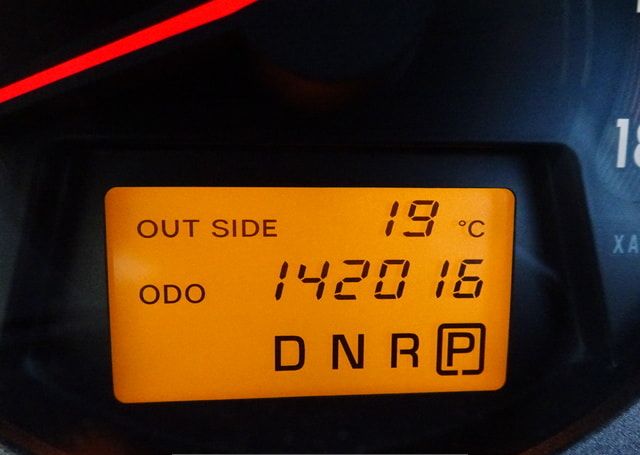 OUT SIDE 19 °C
ODO 142016
D N R P